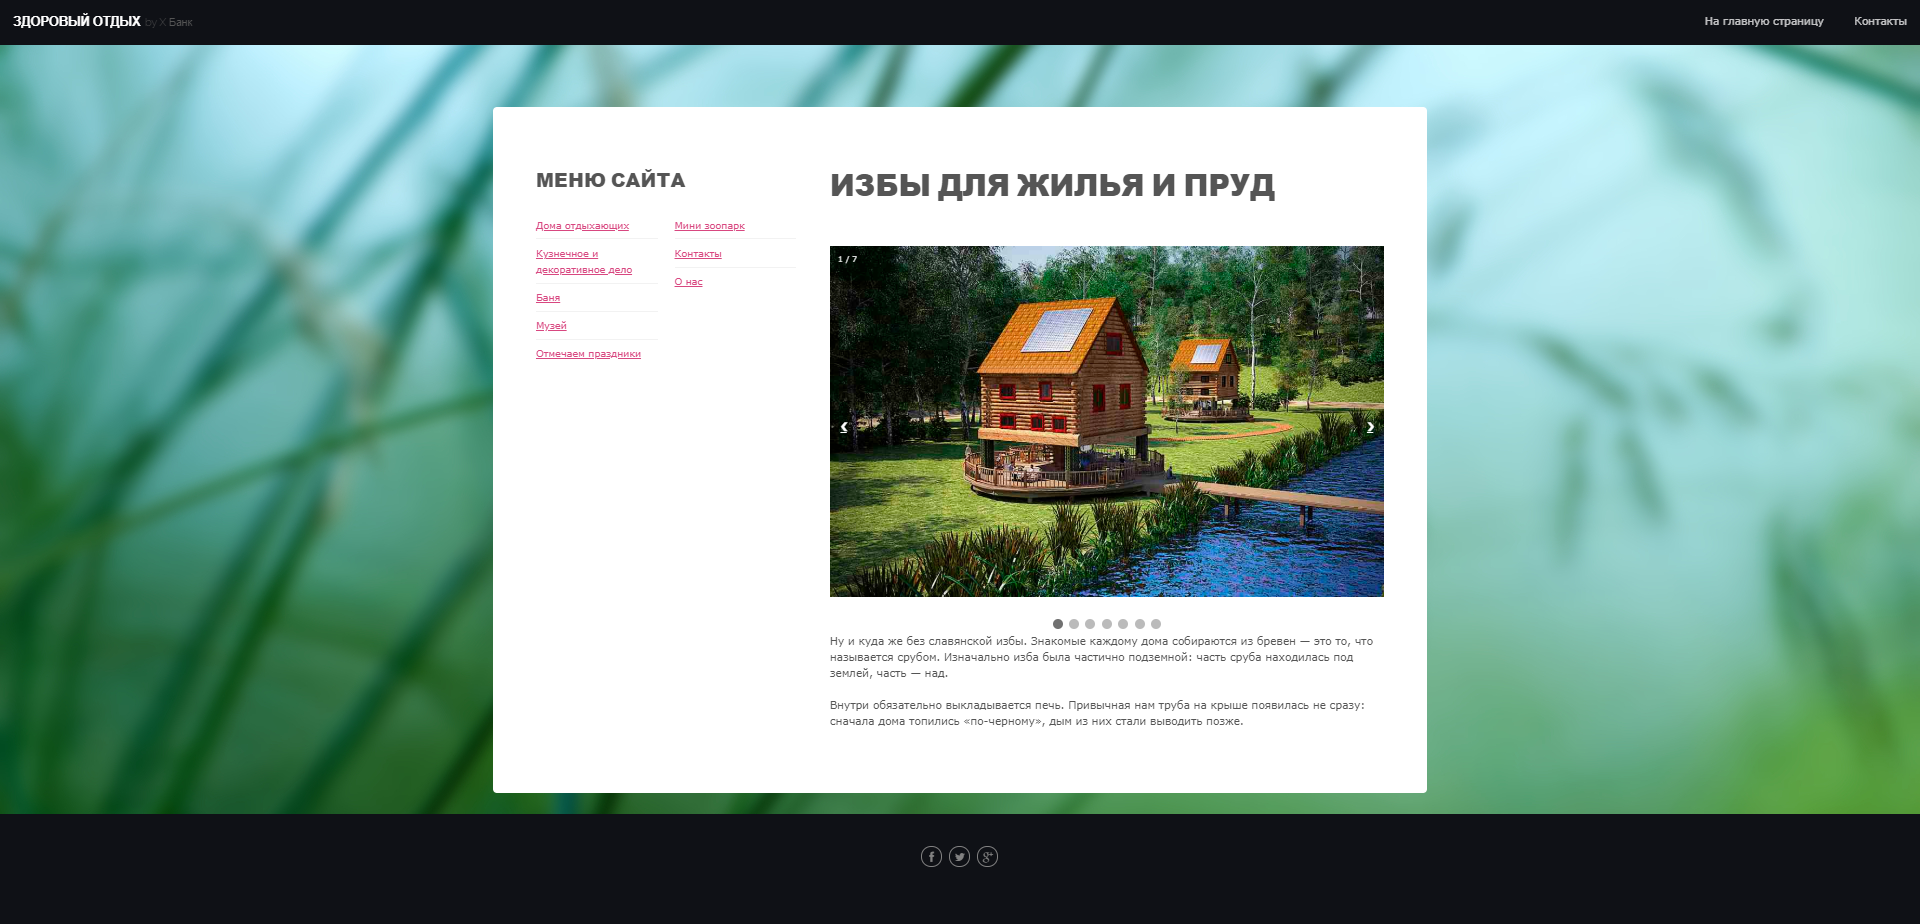 ЗДОРОВЫЙ ОТДЫХ by X Банк
На главную страницу
Контакты
МЕНЮ САЙТА
Дома отдыхающих
Кузнечное и
декоративное дело
Баня
Музей
Отмечаем праздники
Мини зоопарк
Контакты
О нас
ИЗБЫ ДЛЯ ЖИЛЬЯ И ПРУД
1 / 7
Ну и куда же без славянской избы. Знакомые каждому дома собираются из бревен — это то, что
называется срубом. Изначально изба была частично подземной: часть сруба находилась под
землей, часть — над.
Внутри обязательно выкладывается печь. Привычная нам труба на крыше появилась не сразу:
сначала дома топились «по-черному», дым из них стали выводить позже.